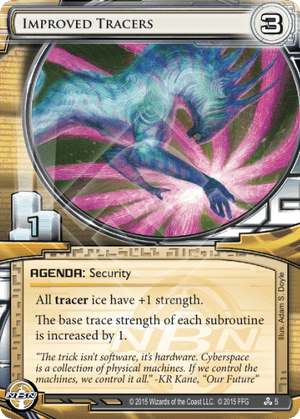 Improved Tracers
3
1
AGENDA: Security
All tracer ice have +1 strength.
The base trace strength of each subroutine
is increased by 1.
"The trick isn't software, it's hardware. Cyberspace
is a collection of physical machines. If we control the
machines, we control it all." -KR Kane, "Our Future"
Illus. Adam S. Doyle
NBN
© 2015 Wizards of the Coast LLC. © 2015 FFG
5